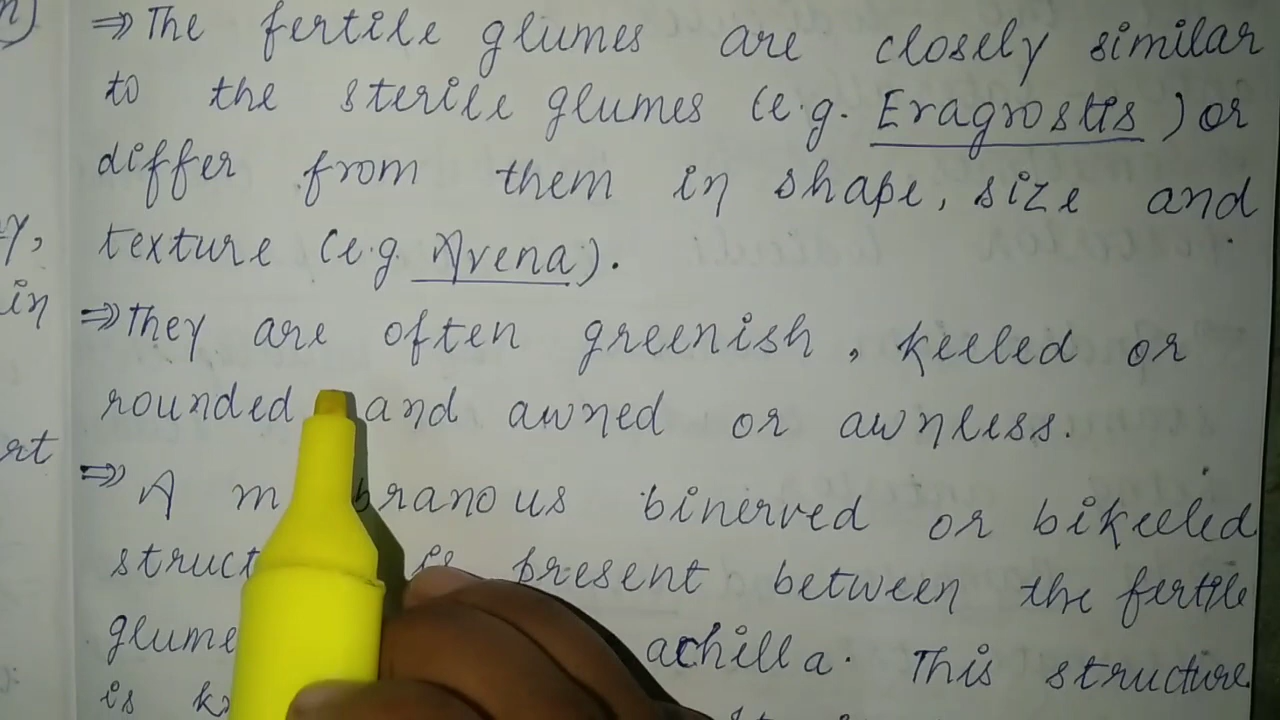 ⇒ The fertile glumes are closely similar
to the sterile glumes (e.g. Eragrostis) or
differ from them in shape, size and
texture (e.g Avena).
⇒ They are often greenish, keeled or
rounded and awned or awnless.
⇒ A m branous binerved or bikeeled
struct is present between the fertile
glume achilla. This structure
is k